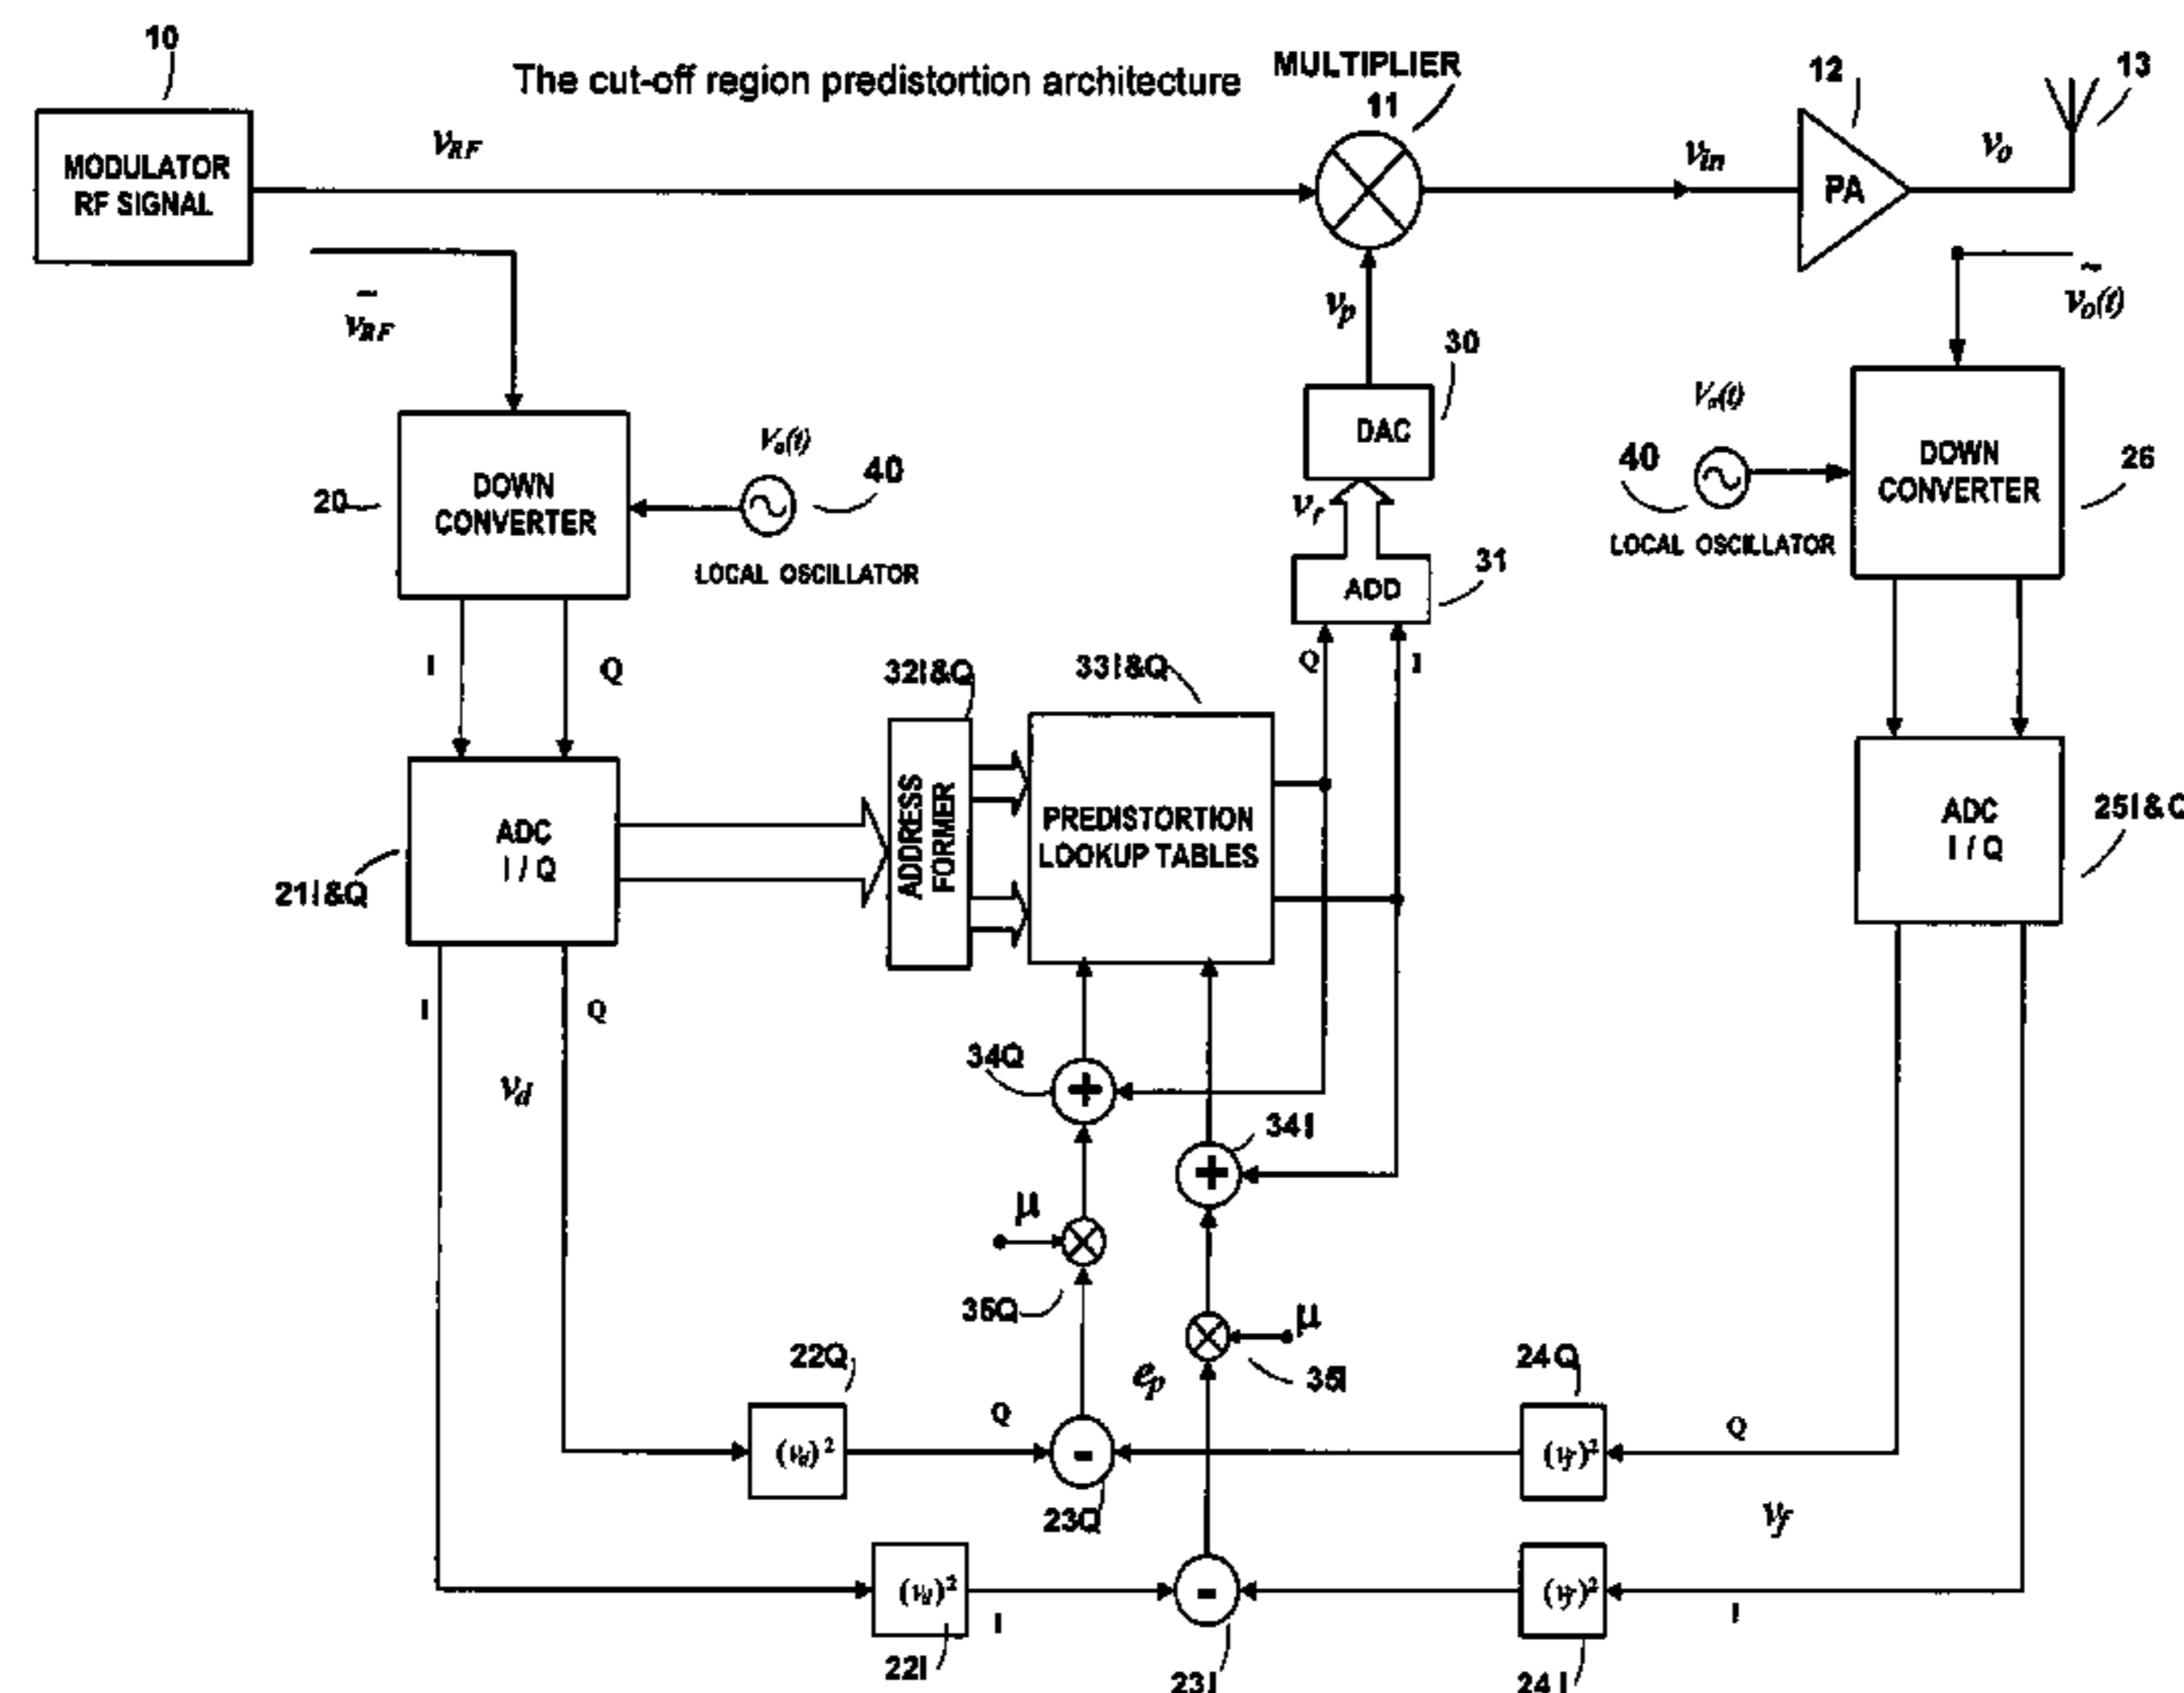 10
The cut-off region predistortion architecture
MULTIPLIER
11
12
13
MODULATOR
RF SIGNAL
v_RF
v_in
PA
v_o
v̄_RF
v_p
ṽ_o(t)
30
DAC
20
DOWN
CONVERTER
V_o(t)
40
LOCAL OSCILLATOR
V_o(t)
40
LOCAL OSCILLATOR
DOWN
CONVERTER
26
v_r
ADD
31
I
Q
32I&Q
33I&Q
Q
I
ADC
I / Q
21I&Q
ADDRESS
FORMER
PREDISTORTION
LOOKUP TABLES
ADC
I / Q
25I&Q
I
Q
v_d
34Q
+
34I
+
μ
35Q
μ
35I
e_p
22Q
(v_d)²
Q
-
23Q
24Q
(v_f)²
Q
v_f
(v_d)²
22I
I
-
23I
(v_f)²
24I
I